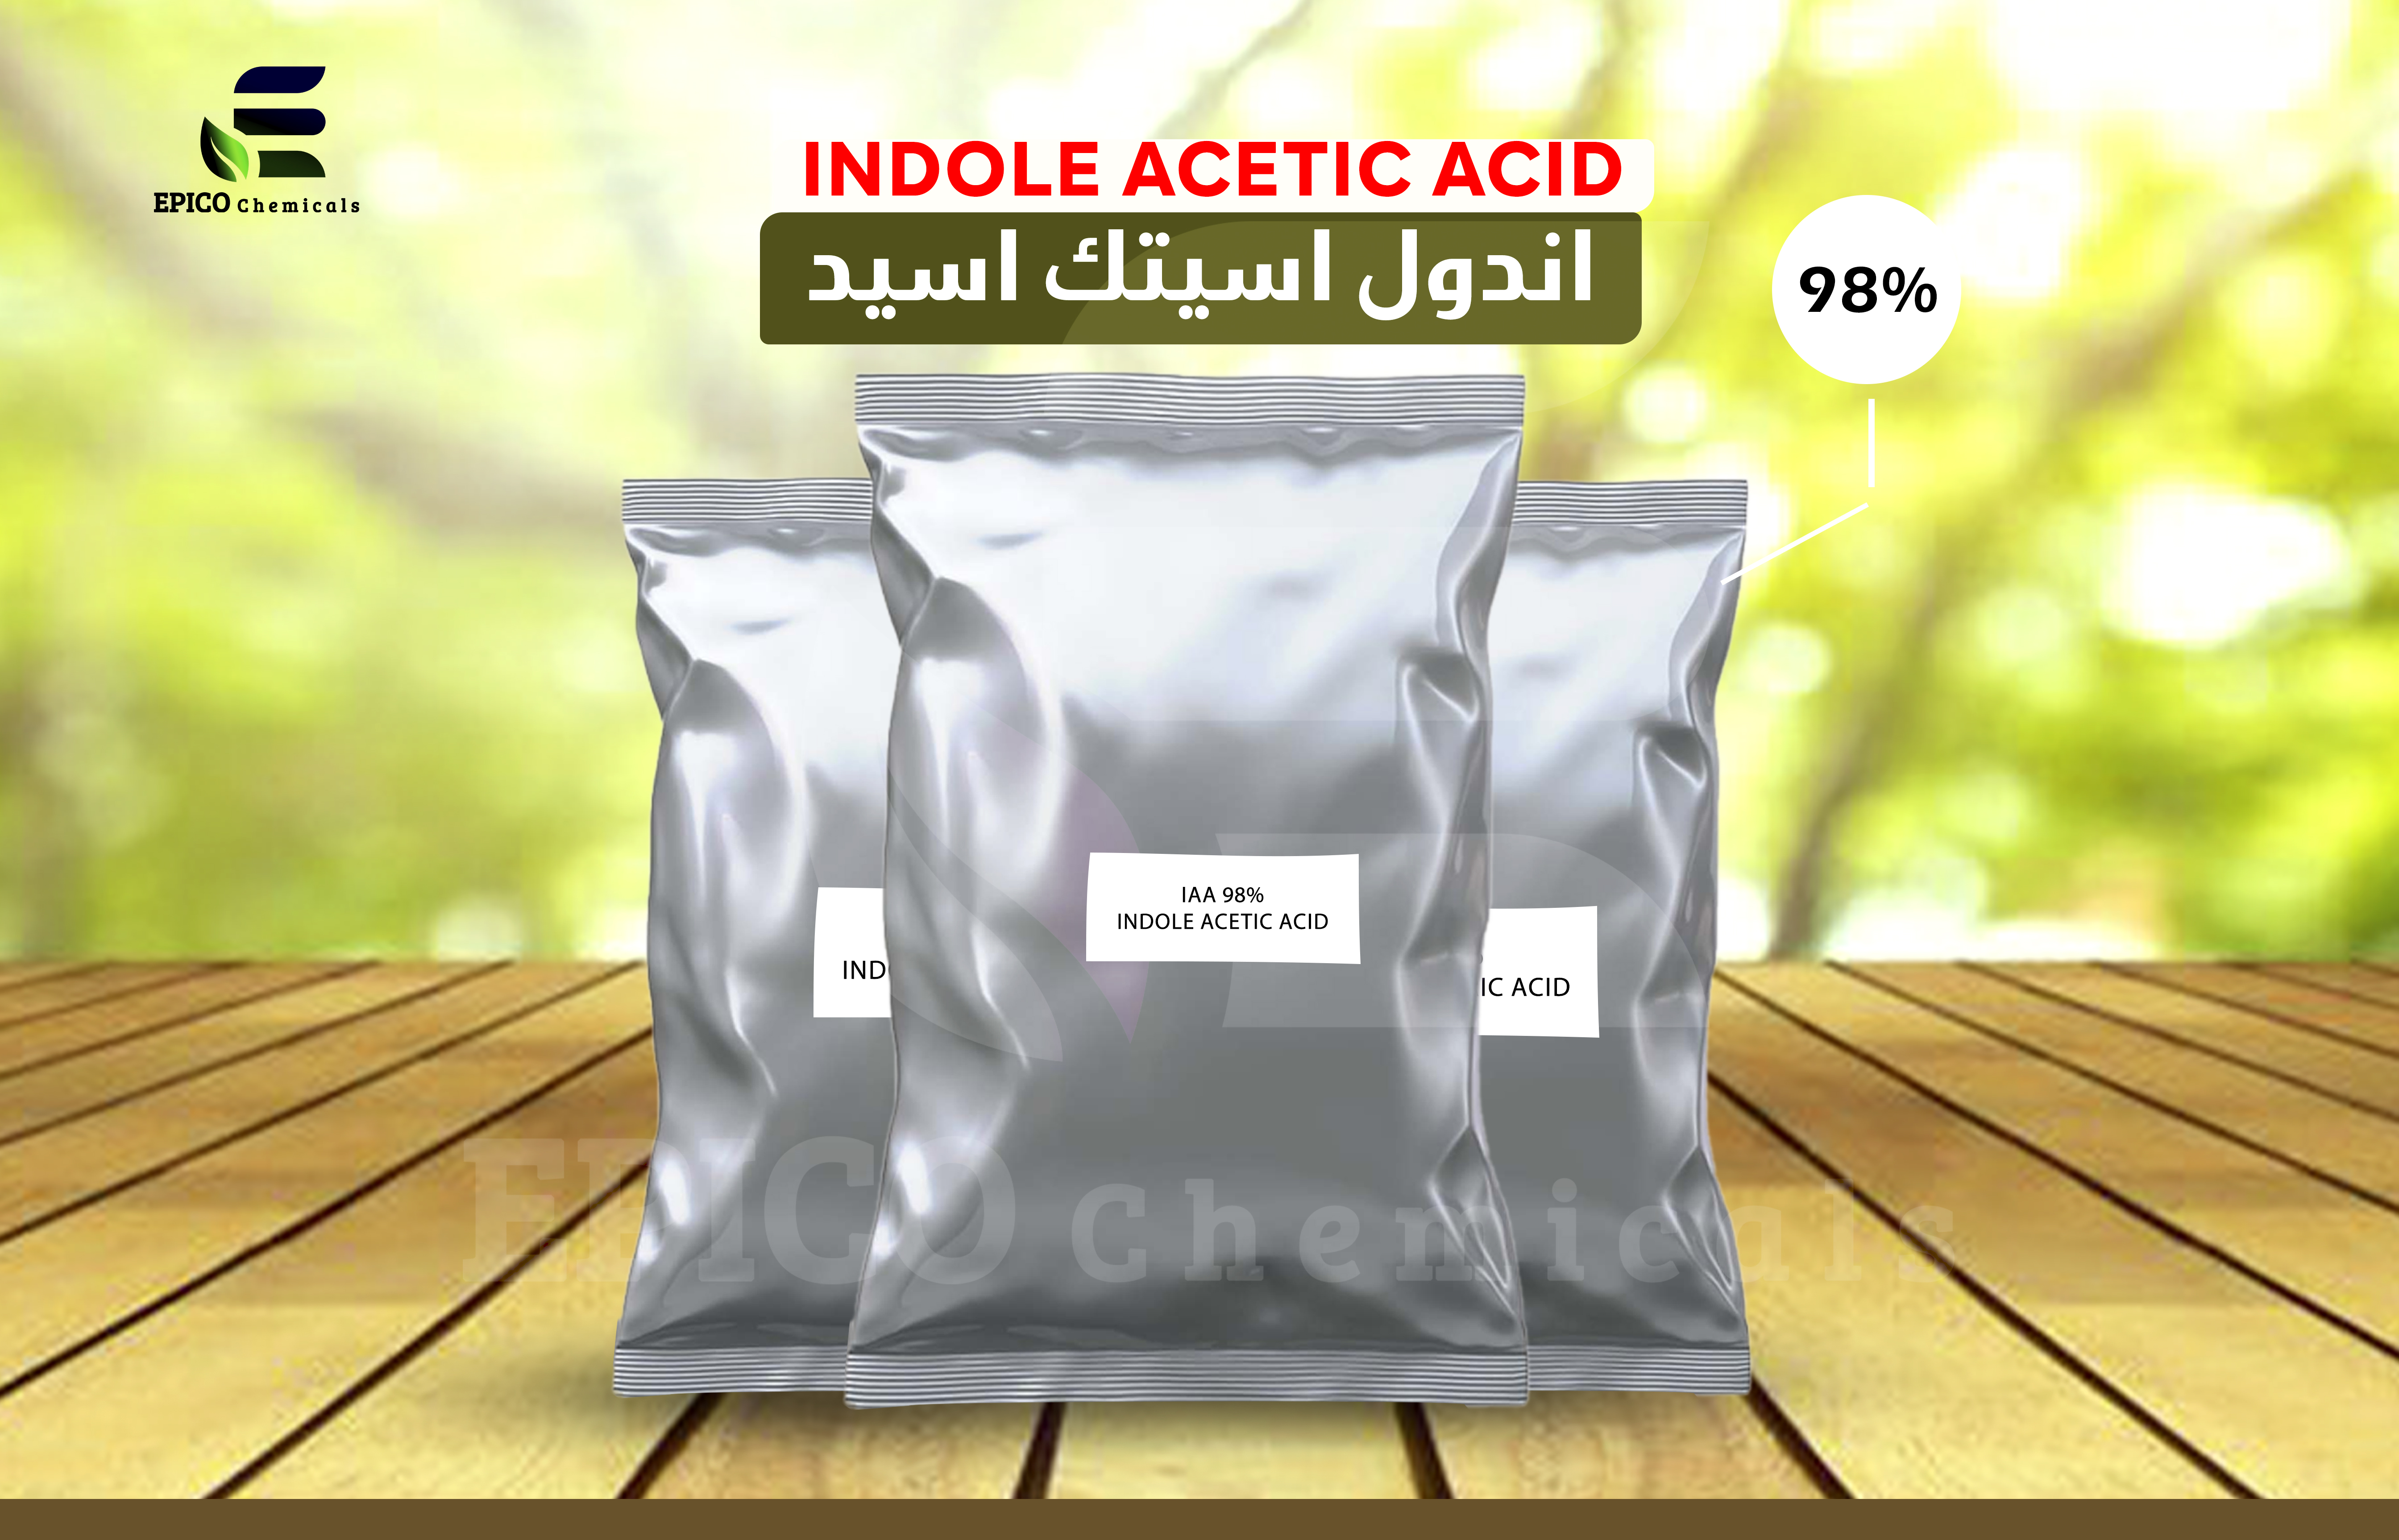 EPICO Chemicals
INDOLE ACETIC ACID
اندول اسيتك اسيد
98%
IAA 98%
INDOLE ACETIC ACID
IND
IC ACID
EPICO Chemicals